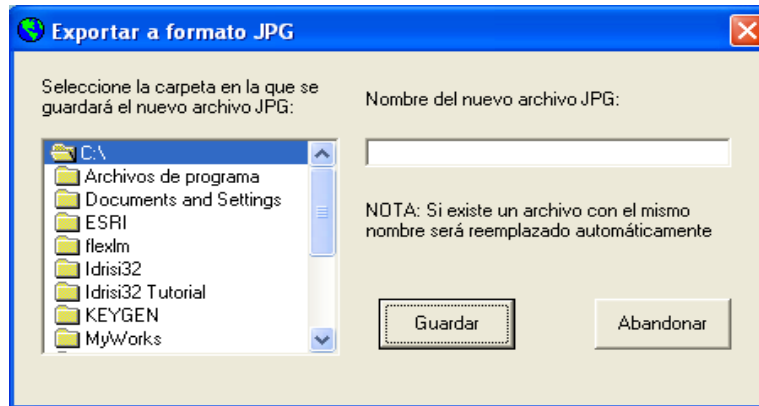 Exportar a formato JPG
Seleccione la carpeta en la que se
guardará el nuevo archivo JPG:
C:\
Archivos de programa
Documents and Settings
ESRI
flexlm
Idrisi32
Idrisi32 Tutorial
KEYGEN
MyWorks
Nombre del nuevo archivo JPG:
NOTA: Si existe un archivo con el mismo
nombre será reemplazado automáticamente
Guardar
Abandonar